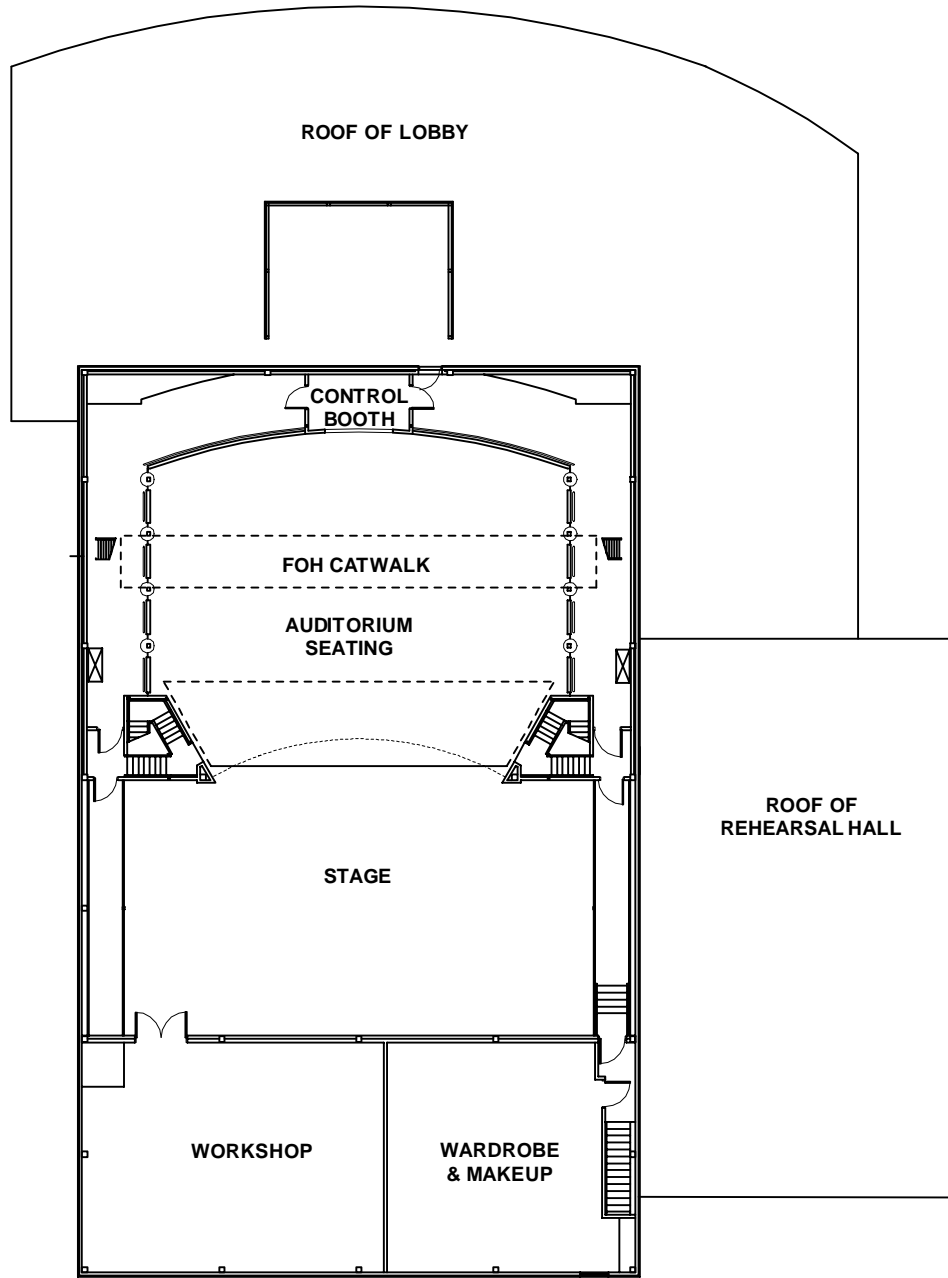 ROOF OF LOBBY
CONTROL
BOOTH
FOH CATWALK
AUDITORIUM
SEATING
ROOF OF
REHEARSAL HALL
STAGE
WORKSHOP
WARDROBE
& MAKEUP